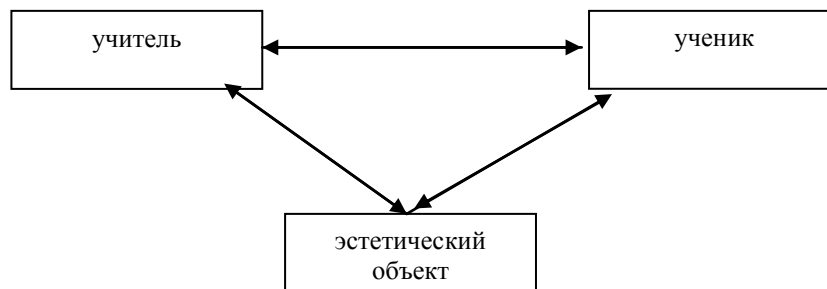 учитель
ученик
эстетический
объект